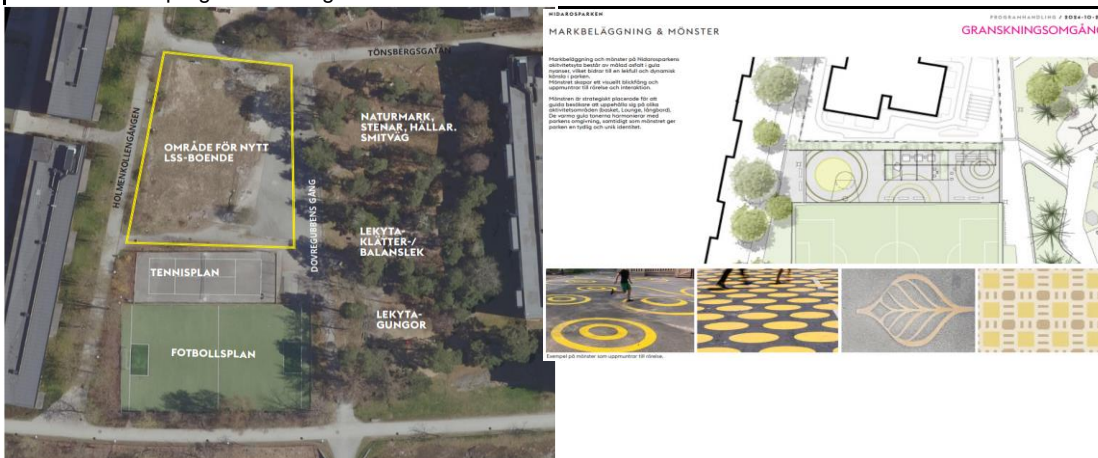 TÖNSBERGSGATAN
HOLMENKOLLENGÅNGEN
OMRÅDE FÖR NYTT
LSS-BOENDE
NATURMARK,
STENAR, HÄLLAR.
SMITVÄG
DOVREGUBBENS GÅNG
LEKYTA-
KLÄTTER-/
BALANSLEK
TENNISPLAN
LEKYTA-
GUNGOR
FOTBOLLSPLAN
NIDAROSPARKEN
MARKBELÄGGNING & MÖNSTER
PROGRAMHANDLING / 2024-10-
GRANSKNINGSOMGÅN
Markbeläggning och mönster på Nidarosparkens
aktivitetsyta består av målad asfalt i gula
nyanser, vilket bidrar till en lekfull och dynamisk
känsla i parken.
Mönstret skapar ett visuellt blickfång och
uppmuntrar till rörelse och interaktion.
Mönstren är strategiskt placerade för att
guida besökare att uppehålla sig på olika
aktivitetsområden (basket, Lounge, långbord).
De varma gula tonerna harmonierar med
parkens omgivning, samtidigt som mönstret ger
parken en tydlig och unik identitet.
Exempel på mönster som uppmuntrar till rörelse.